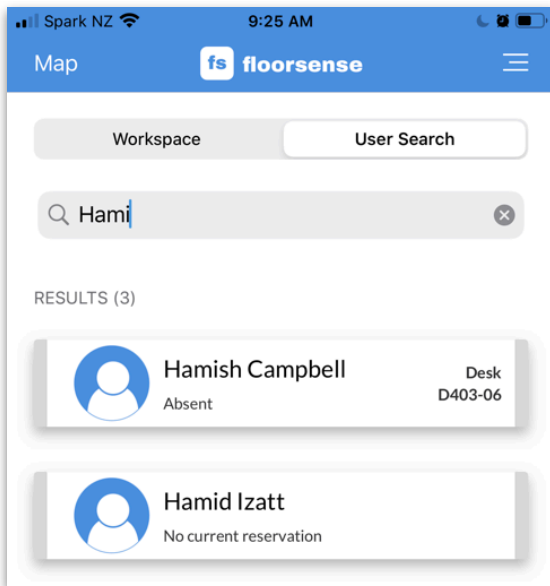 Spark NZ 9:25 AM
Map fs floorsense
Workspace User Search
Hami
RESULTS (3)
Hamish Campbell
Absent
Desk
D403-06
Hamid Izatt
No current reservation